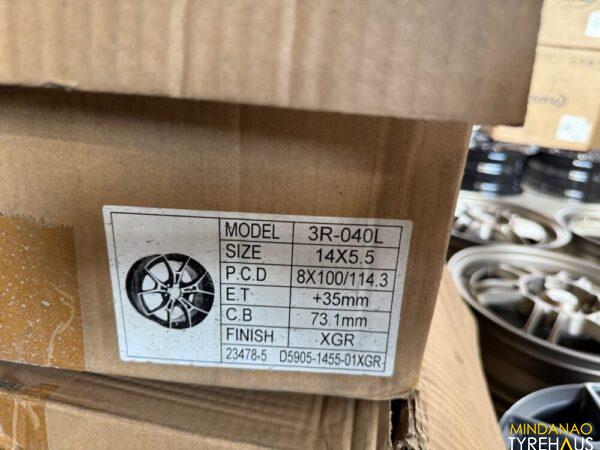 MODEL 3R-040L
SIZE 14X5.5
P.C.D 8X100/114.3
E.T +35mm
C.B 73.1mm
FINISH XGR
23478-5 D5905-1455-01XGR
MINDANAO
TYREHAUS